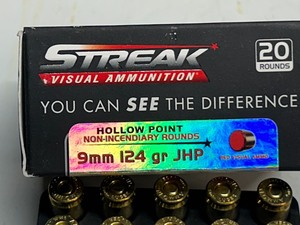 STREAK
VISUAL AMMUNITION
20
ROUNDS
YOU CAN SEE THE DIFFERENCE
HOLLOW POINT
NON-INCENDIARY ROUNDS
9mm 124 gr JHP